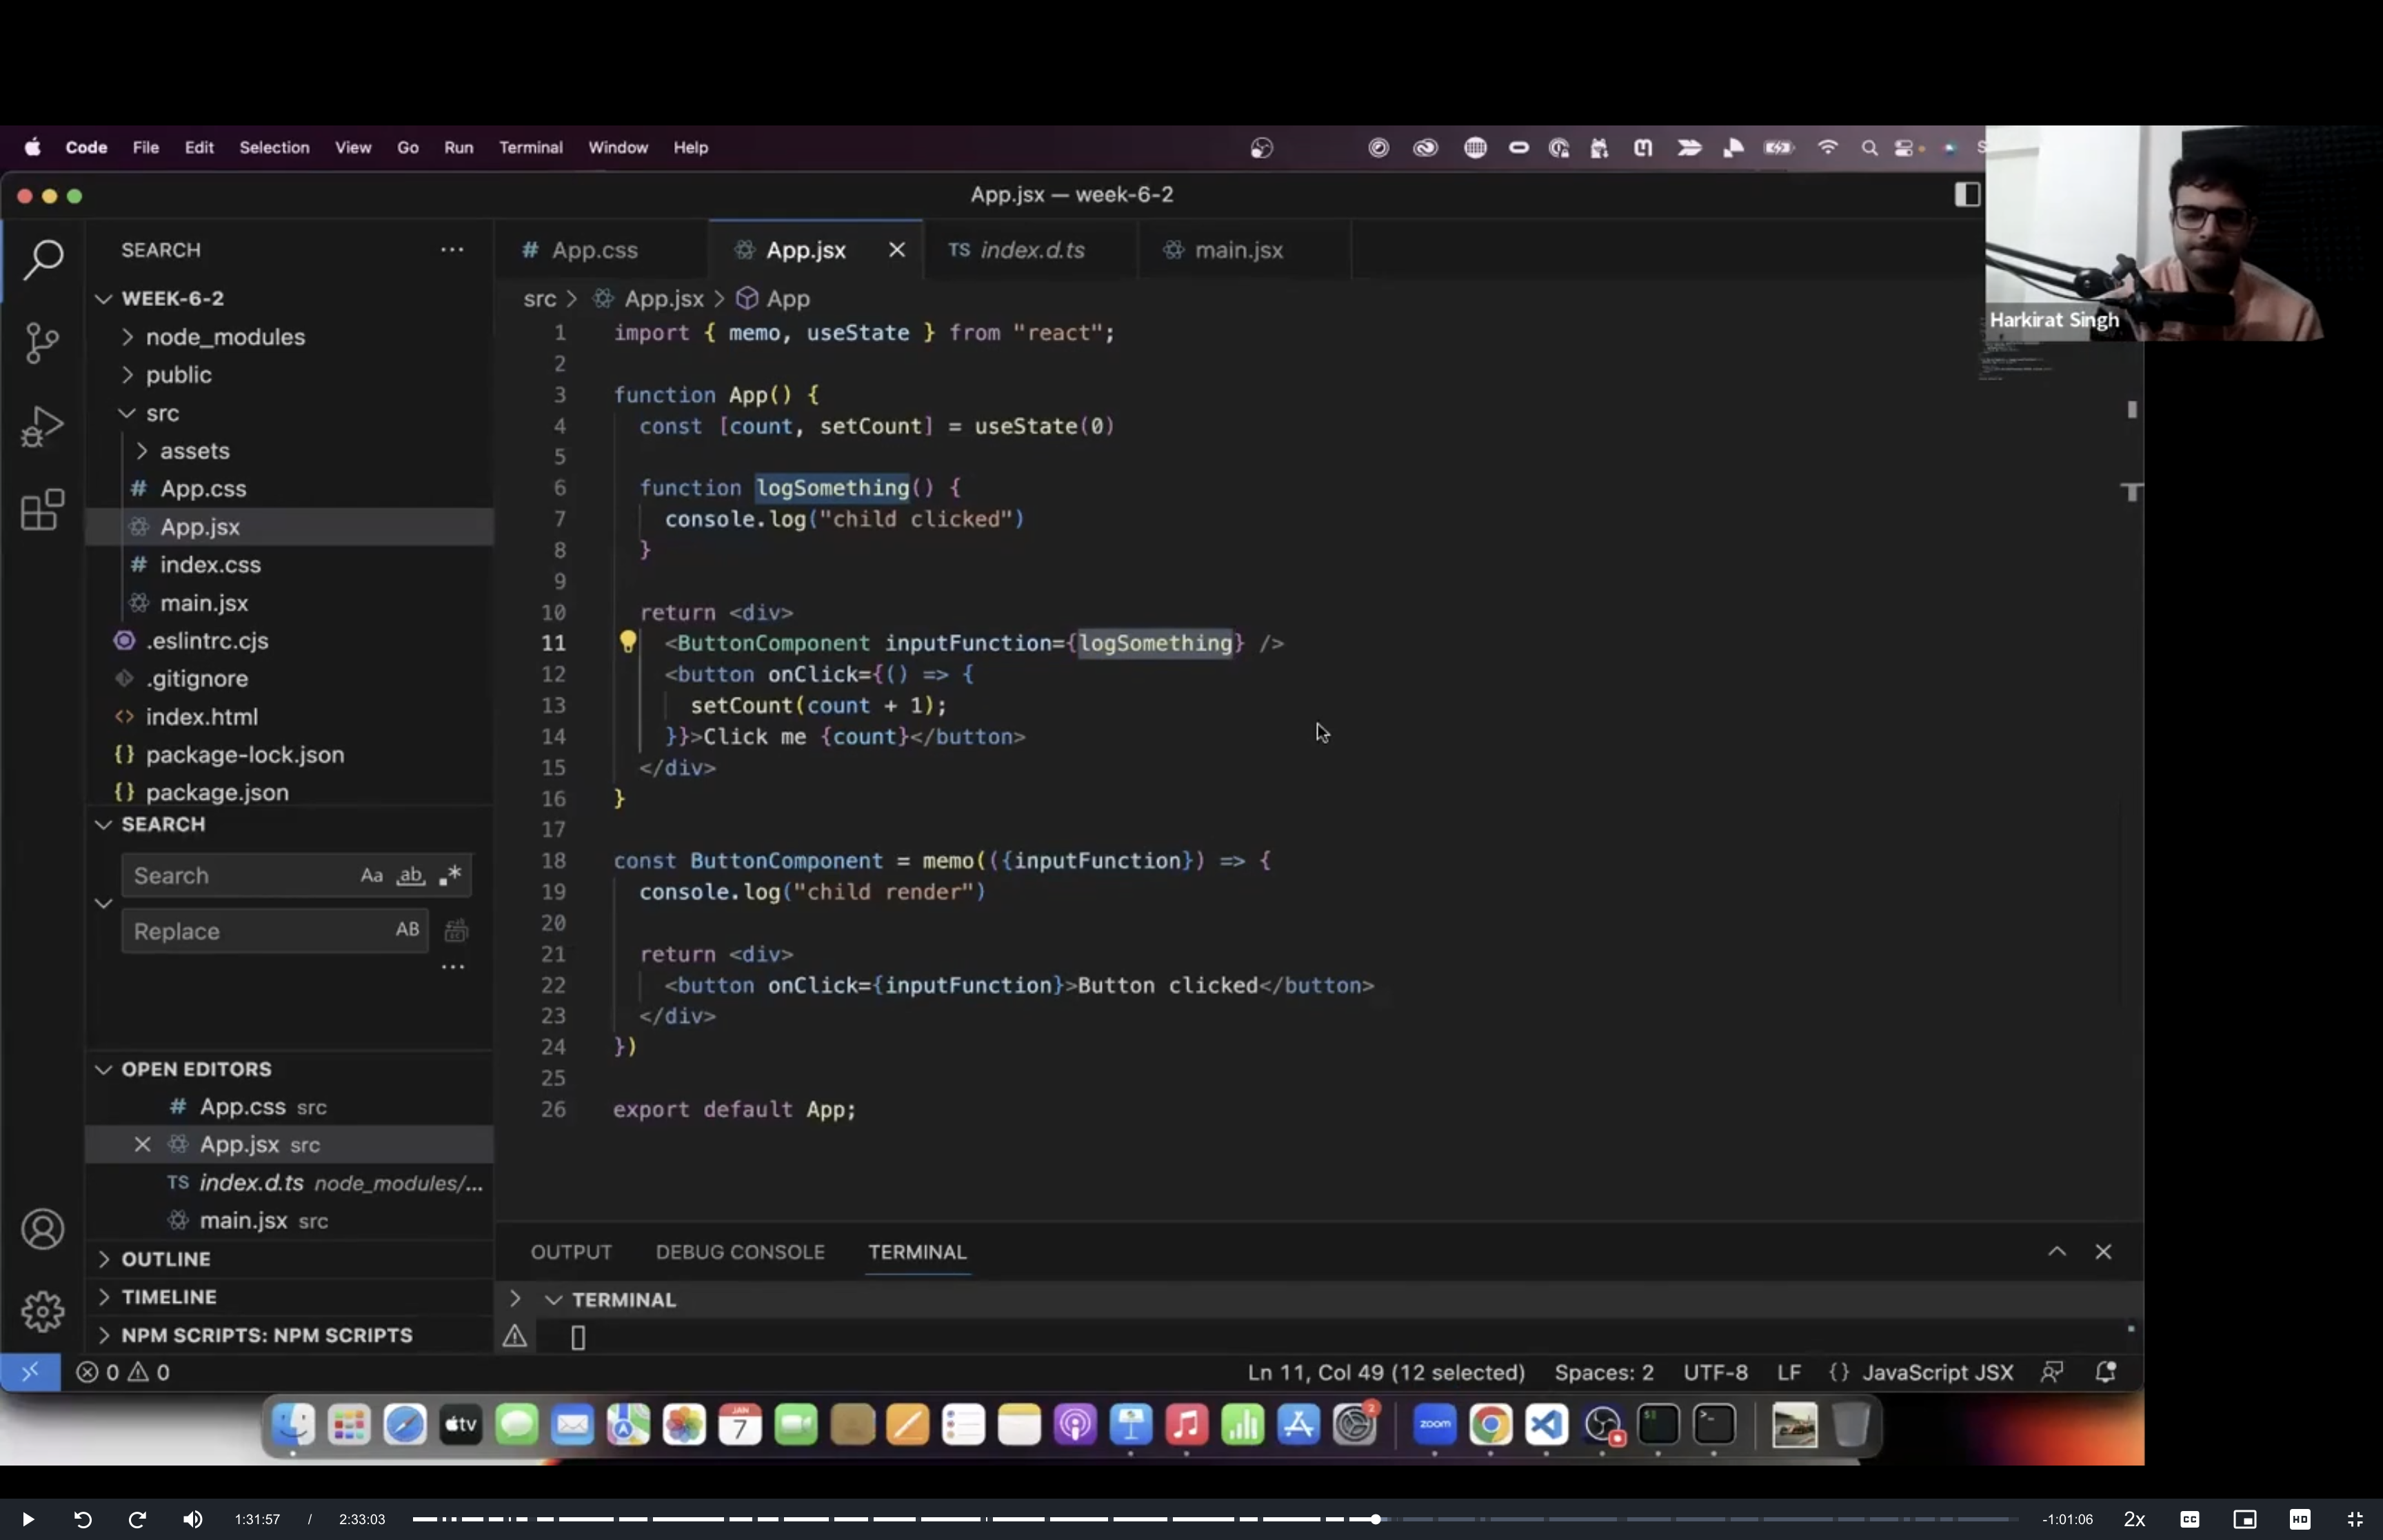 Code File Edit Selection View Go Run Terminal Window Help
App.jsx — week-6-2
Harkirat Singh
SEARCH ...
WEEK-6-2
node_modules
public
src
assets
# App.css
App.jsx
# index.css
main.jsx
.eslintrc.cjs
.gitignore
<> index.html
{} package-lock.json
{} package.json
SEARCH
Search Aa ab .*
Replace AB
...
OPEN EDITORS
# App.css src
App.jsx src
TS index.d.ts node_modules/...
main.jsx src
OUTLINE
TIMELINE
NPM SCRIPTS: NPM SCRIPTS
# App.css App.jsx TS index.d.ts main.jsx
src > App.jsx > App
1 import { memo, useState } from "react";
2
3 function App() {
4 const [count, setCount] = useState(0)
5
6 function logSomething() {
7 console.log("child clicked")
8 }
9
10 return <div>
11 <ButtonComponent inputFunction={logSomething} />
12 <button onClick={() => {
13 setCount(count + 1);
14 }}>Click me {count}</button>
15 </div>
16 }
17
18 const ButtonComponent = memo(({inputFunction}) => {
19 console.log("child render")
20
21 return <div>
22 <button onClick={inputFunction}>Button clicked</button>
23 </div>
24 })
25
26 export default App;
OUTPUT DEBUG CONSOLE TERMINAL
TERMINAL
0 0 Ln 11, Col 49 (12 selected) Spaces: 2 UTF-8 LF {} JavaScript JSX
tv JAN 7 2 zoom
1:31:57 / 2:33:03 -1:01:06 2x CC HD